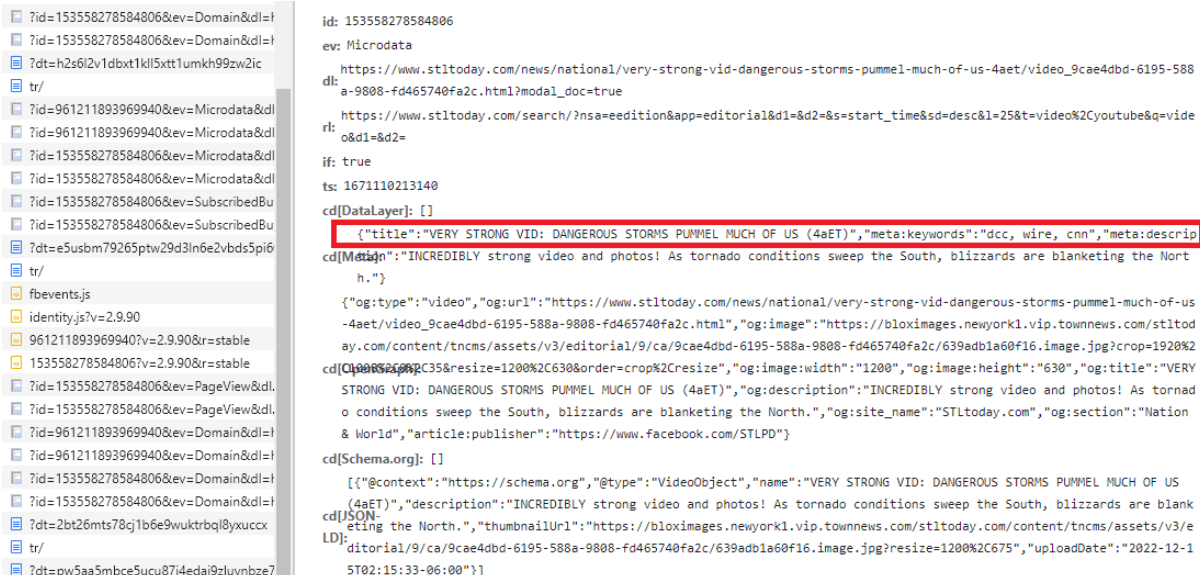 ?id=153558278584806&ev=Domain&dl=h
?id=153558278584806&ev=Domain&dl=h
?dt=h2s6l2v1dbxt1kll5xtt1umkh99zw2ic
tr/
?id=961211893969940&ev=Microdata&dl
?id=961211893969940&ev=Microdata&dl
?id=153558278584806&ev=Microdata&dl
?id=153558278584806&ev=Microdata&dl
?id=153558278584806&ev=SubscribedBu
?id=153558278584806&ev=SubscribedBu
?dt=e5usbm79265ptw29d3ln6e2vbds5pi6
tr/
fbevents.js
identity.js?v=2.9.90
961211893969940?v=2.9.90&r=stable
153558278584806?v=2.9.90&r=stable
?id=153558278584806&ev=PageView&dl.
?id=153558278584806&ev=PageView&dl.
?id=961211893969940&ev=Domain&dl=h
?id=961211893969940&ev=Domain&dl=h
?id=153558278584806&ev=Domain&dl=h
?id=153558278584806&ev=Domain&dl=h
?dt=2bt26mts78cj1b6e9wuktrbql8yxuccx
tr/
?dt=pw5aa5mbce5ucu87i4edaj9zluvnbze7
id: 153558278584806
ev: Microdata
dl: https://www.stltoday.com/news/national/very-strong-vid-dangerous-storms-pummel-much-of-us-4aet/video_9cae4dbd-6195-588
a-9808-fd465740fa2c.html?modal_doc=true
rl: https://www.stltoday.com/search/?nsa=eedition&app=editorial&d1=&d2=&s=start_time&sd=desc&l=25&t=video%2Cyoutube&q=vide
o&d1=&d2=
if: true
ts: 1671110213140
cd[DataLayer]: []
{"title":"VERY STRONG VID: DANGEROUS STORMS PUMMEL MUCH OF US (4aET)","meta:keywords":"dcc, wire, cnn","meta:descrip
cd[Meta]: tion":"INCREDIBLY strong video and photos! As tornado conditions sweep the South, blizzards are blanketing the Nort
h."}
{"og:type":"video","og:url":"https://www.stltoday.com/news/national/very-strong-vid-dangerous-storms-pummel-much-of-us
-4aet/video_9cae4dbd-6195-588a-9808-fd465740fa2c.html","og:image":"https://bloximages.newyork1.vip.townnews.com/stltod
ay.com/content/tncms/assets/v3/editorial/9/ca/9cae4dbd-6195-588a-9808-fd465740fa2c/639adb1a60f16.image.jpg?crop=1920%2
cd[OpenGraph]: C1008%2C0%2C35&resize=1200%2C630&order=crop%2Cresize","og:image:width":"1200","og:image:height":"630","og:title":"VERY
STRONG VID: DANGEROUS STORMS PUMMEL MUCH OF US (4aET)","og:description":"INCREDIBLY strong video and photos! As tornad
o conditions sweep the South, blizzards are blanketing the North.","og:site_name":"STLtoday.com","og:section":"Nation
& World","article:publisher":"https://www.facebook.com/STLPD"}
cd[Schema.org]: []
[{"@context":"https://schema.org","@type":"VideoObject","name":"VERY STRONG VID: DANGEROUS STORMS PUMMEL MUCH OF US
(4aET)","description":"INCREDIBLY strong video and photos! As tornado conditions sweep the South, blizzards are blank
cd[JSON- eting the North.","thumbnailUrl":"https://bloximages.newyork1.vip.townnews.com/stltoday.com/content/tncms/assets/v3/e
LD]: ditorial/9/ca/9cae4dbd-6195-588a-9808-fd465740fa2c/639adb1a60f16.image.jpg?resize=1200%2C675","uploadDate":"2022-12-1
5T02:15:33-06:00"}]